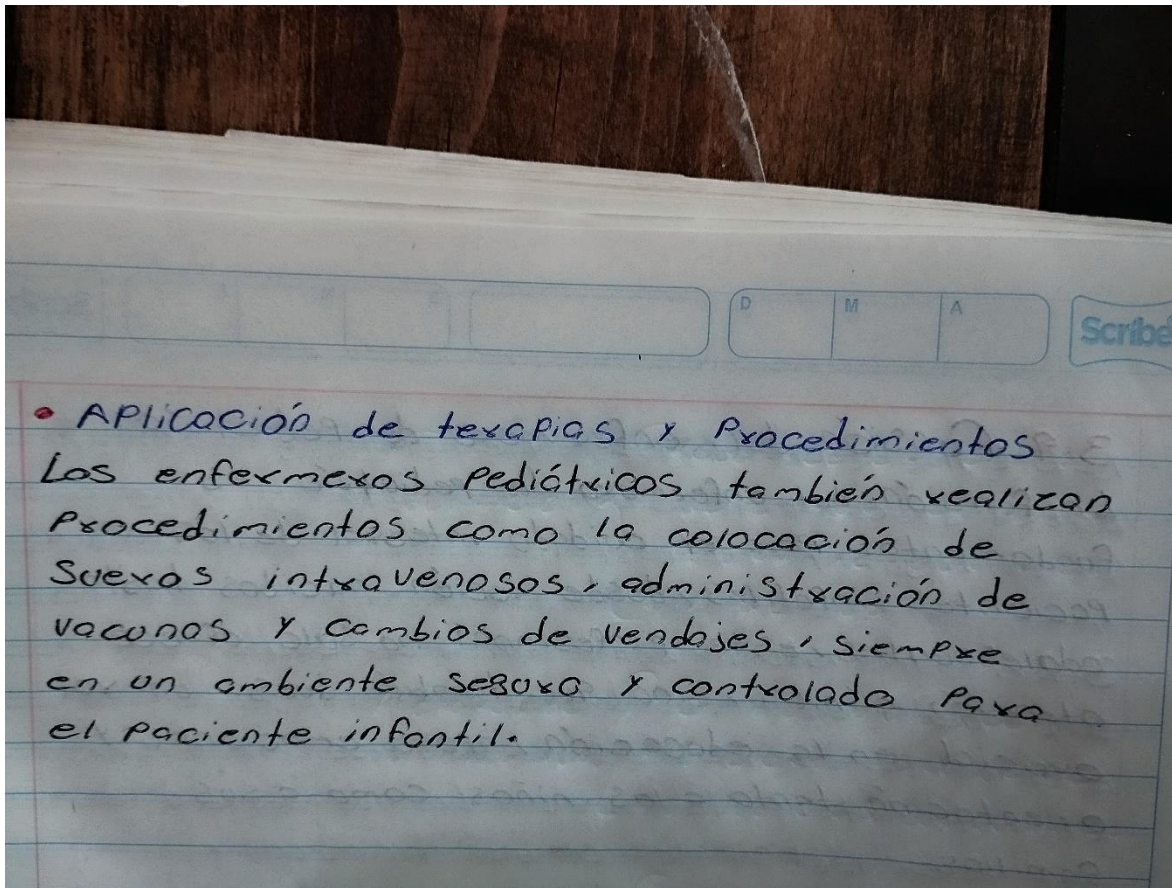 D M A
Scribe
• Aplicación de terapias y Procedimientos
Los enfermeros Pediátricos también realizan
Procedimientos como la colocación de
Sueros intravenosos, administración de
vacunas y cambios de vendajes, siempre
en un ambiente seguro y controlado Para
el Paciente infantil.